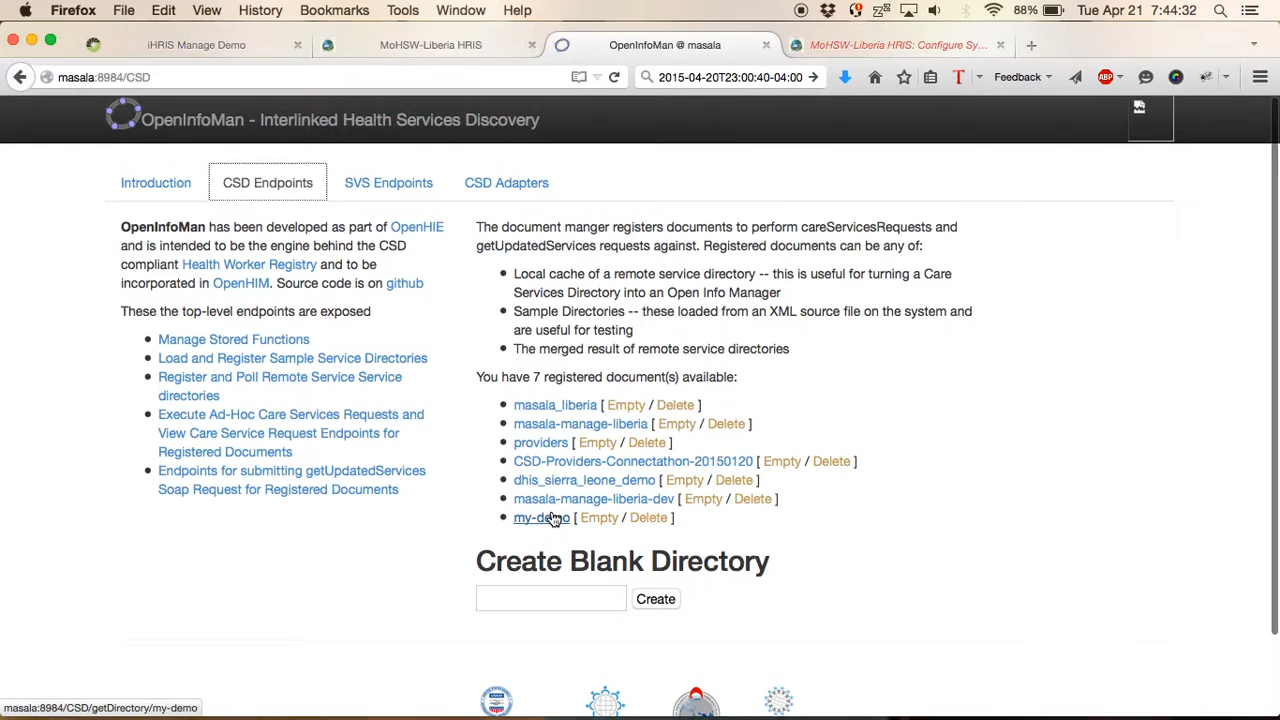 Firefox File Edit View History Bookmarks Tools Window Help 88% Tue Apr 21 7:44:32
iHRIS Manage Demo × MoHSW-Liberia HRIS × OpenInfoMan @ masala × MoHSW-Liberia HRIS: Configure Sy... × +
masala:8984/CSD 2015-04-20T23:00:40-04:00 T Feedback ABP
OpenInfoMan - Interlinked Health Services Discovery
Introduction CSD Endpoints SVS Endpoints CSD Adapters
OpenInfoMan has been developed as part of OpenHIE
and is intended to be the engine behind the CSD
compliant Health Worker Registry and to be
incorporated in OpenHIM. Source code is on github
These the top-level endpoints are exposed
• Manage Stored Functions
• Load and Register Sample Service Directories
• Register and Poll Remote Service Service
directories
• Execute Ad-Hoc Care Services Requests and
View Care Service Request Endpoints for
Registered Documents
• Endpoints for submitting getUpdatedServices
Soap Request for Registered Documents
The document manger registers documents to perform careServicesRequests and
getUpdatedServices requests against. Registered documents can be any of:
• Local cache of a remote service directory -- this is useful for turning a Care
Services Directory into an Open Info Manager
• Sample Directories -- these loaded from an XML source file on the system and
are useful for testing
• The merged result of remote service directories
You have 7 registered document(s) available:
• masala_liberia [ Empty / Delete ]
• masala-manage-liberia [ Empty / Delete ]
• providers [ Empty / Delete ]
• CSD-Providers-Connectathon-20150120 [ Empty / Delete ]
• dhis_sierra_leone_demo [ Empty / Delete ]
• masala-manage-liberia-dev [ Empty / Delete ]
• my-demo [ Empty / Delete ]
Create Blank Directory
Create
masala:8984/CSD/getDirectory/my-demo